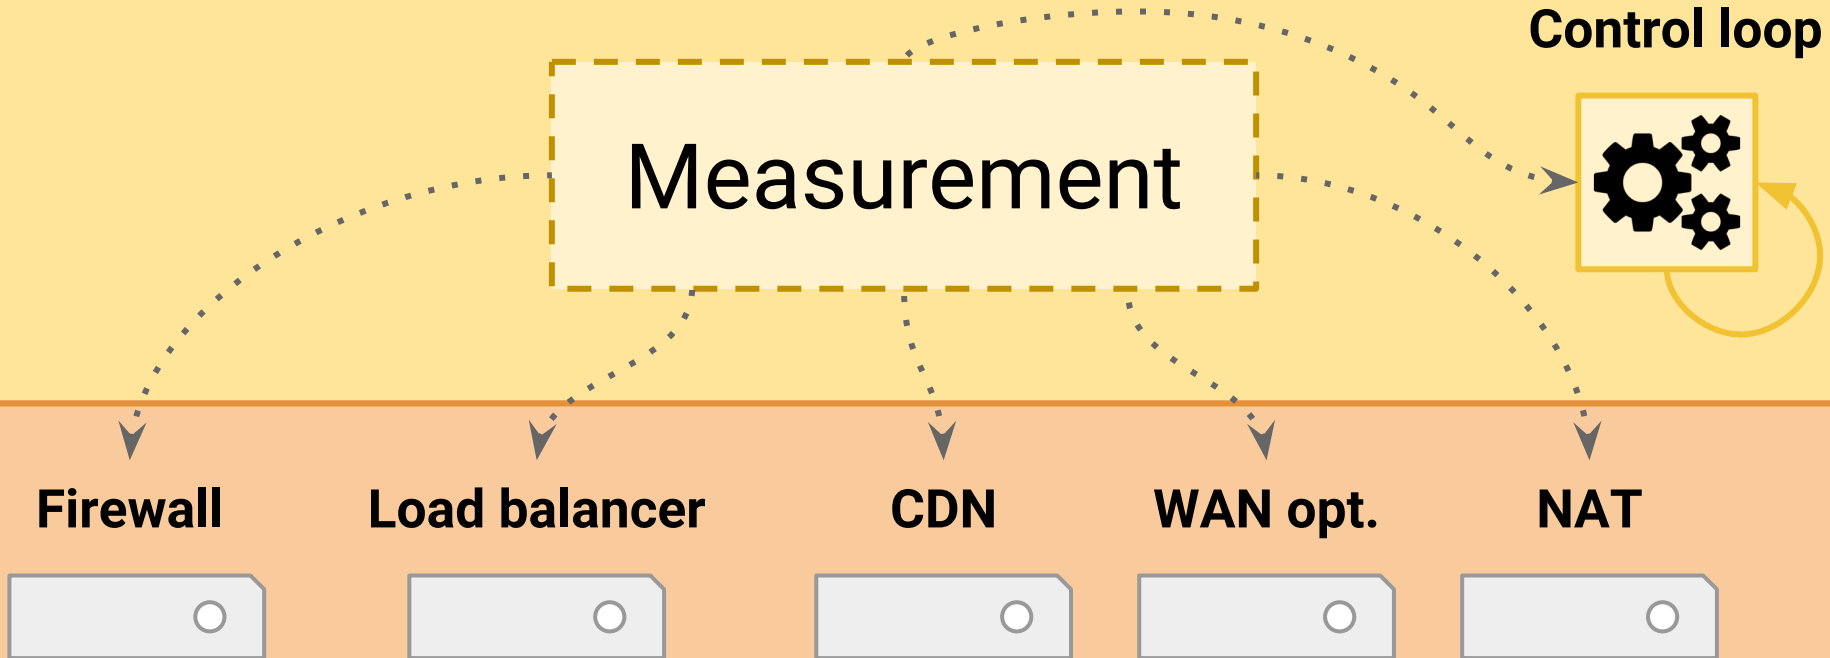 Control loop
Measurement
Firewall
Load balancer
CDN
WAN opt.
NAT